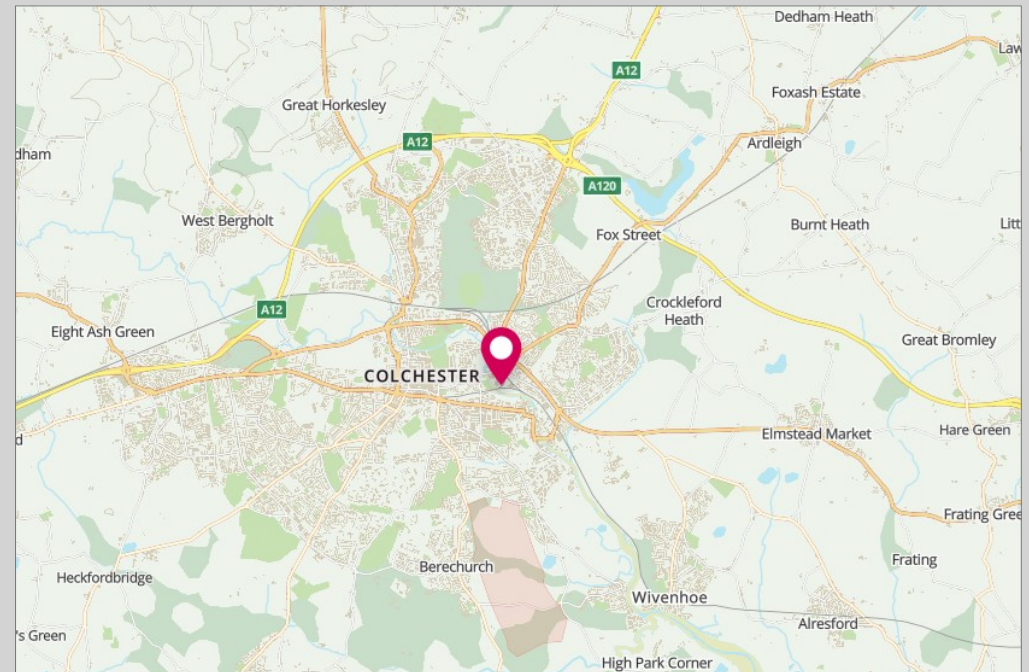 Dedham Heath
Law
A12
Foxash Estate
Great Horkesley
A12
Ardleigh
dham
A120
West Bergholt
Burnt Heath
Litt
Fox Street
Crockleford
Heath
A12
Eight Ash Green
Great Bromley
COLCHESTER
Hare Green
Elmstead Market
d
Frating Gree
Frating
Berechurch
Heckfordbridge
Wivenhoe
Alresford
's Green
High Park Corner